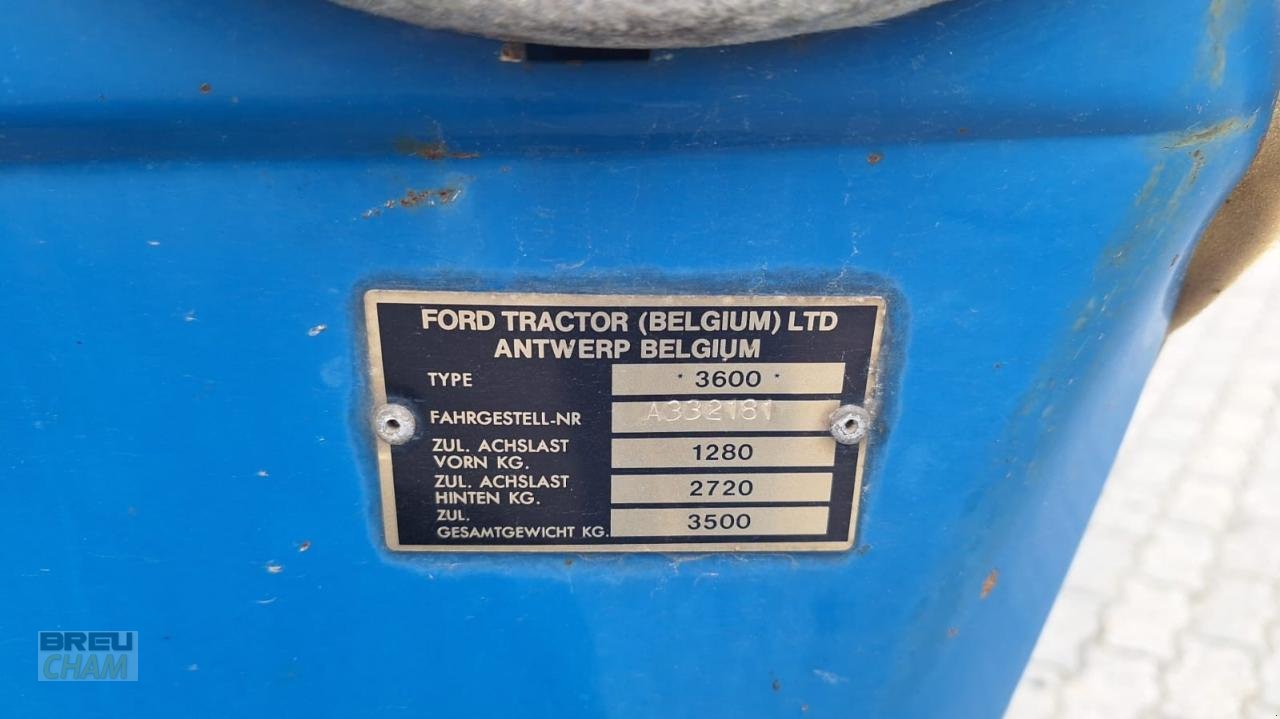 FORD TRACTOR (BELGIUM) LTD
ANTWERP BELGIUM
TYPE · 3600 ·
FAHRGESTELL-NR A332181
ZUL. ACHSLAST
VORN KG. 1280
ZUL. ACHSLAST
HINTEN KG. 2720
ZUL.
GESAMTGEWICHT KG. 3500
BREU
CHAM